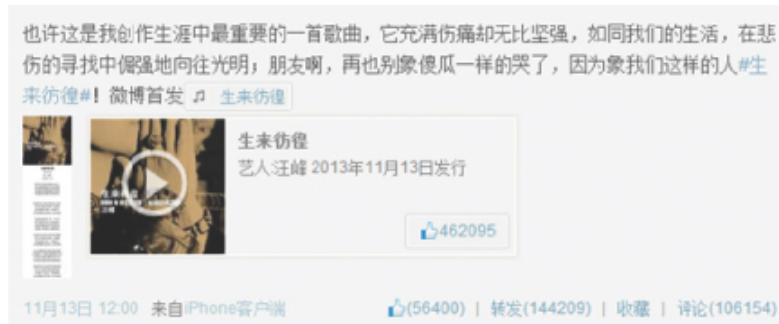 也许这是我创作生涯中最重要的一首歌曲，它充满伤痛却无比坚强，如同我们的生活，在悲
伤的寻找中倔强地向往光明；朋友啊，再也别象傻瓜一样的哭了，因为象我们这样的人#生
来彷徨#！微博首发 生来彷徨
生来彷徨
艺人:汪峰 2013年11月13日发行
生来彷徨
汪峰
462095
11月13日 12:00 来自iPhone客户端 (56400) | 转发(144209) | 收藏 | 评论(106154)